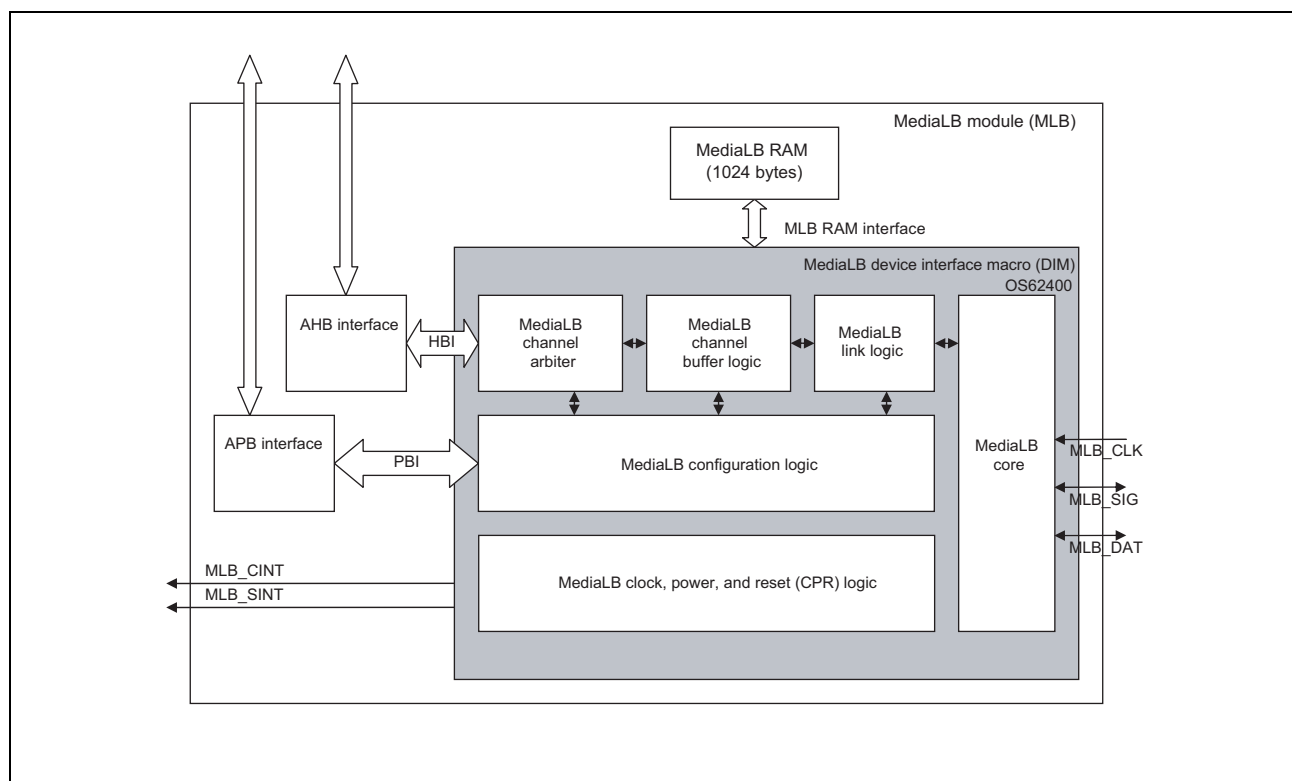 MediaLB module (MLB)
MediaLB RAM
(1024 bytes)
MLB RAM interface
MediaLB device interface macro (DIM)
OS62400
AHB interface
HBI
MediaLB
channel
arbiter
MediaLB
channel
buffer logic
MediaLB
link logic
APB interface
PBI
MediaLB configuration logic
MediaLB
core
MLB_CLK
MLB_SIG
MLB_DAT
MLB_CINT
MLB_SINT
MediaLB clock, power, and reset (CPR) logic